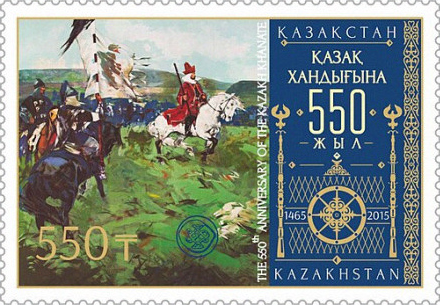 ҚАЗАҚСТАН
ҚАЗАҚ
ХАНДЫҒЫНА
550
ЖЫЛ
1465
2015
KAZAKHSTAN
THE 550th ANNIVERSARY OF THE KAZAKH KHANATE
550₸